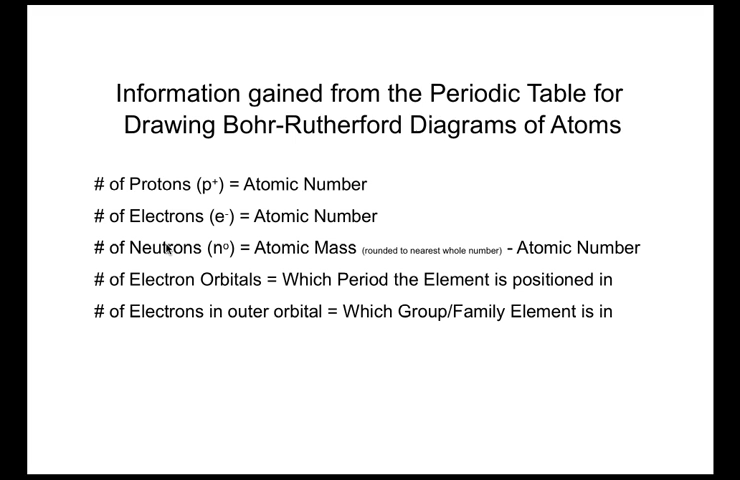 Information gained from the Periodic Table for
Drawing Bohr-Rutherford Diagrams of Atoms
# of Protons (p⁺) = Atomic Number
# of Electrons (e⁻) = Atomic Number
# of Neutrons (nº) = Atomic Mass (rounded to nearest whole number) - Atomic Number
# of Electron Orbitals = Which Period the Element is positioned in
# of Electrons in outer orbital = Which Group/Family Element is in